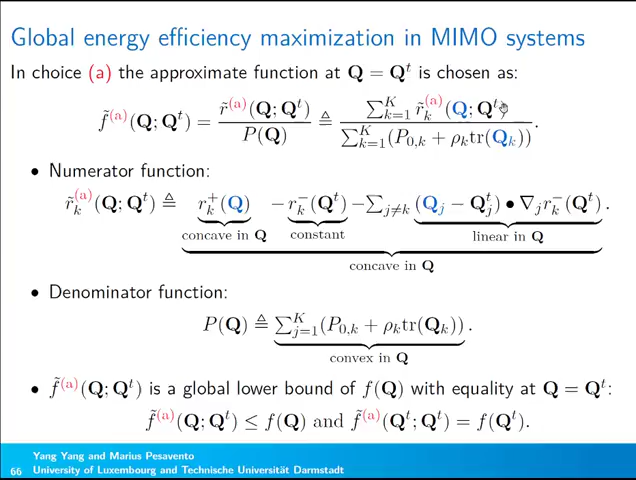 Global energy efficiency maximization in MIMO systems
In choice (a) the approximate function at Q = Q^t is chosen as:
f̃^(a)(Q; Q^t) = r̃^(a)(Q; Q^t) / P(Q) ≜ ∑_{k=1}^K r̃_k^(a)(Q; Q^t) / ∑_{k=1}^K (P_{0,k} + ρ_k tr(Q_k)) .
• Numerator function:
r̃_k^(a)(Q; Q^t) ≜ r_k^+(Q) − r_k^−(Q^t) − ∑_{j≠k} (Q_j − Q_j^t) • ∇_j r_k^−(Q^t) .
concave in Q constant linear in Q
concave in Q
• Denominator function:
P(Q) ≜ ∑_{j=1}^K (P_{0,k} + ρ_k tr(Q_k)) .
convex in Q
• f̃^(a)(Q; Q^t) is a global lower bound of f(Q) with equality at Q = Q^t:
f̃^(a)(Q; Q^t) ≤ f(Q) and f̃^(a)(Q^t; Q^t) = f(Q^t).
Yang Yang and Marius Pesavento
66 University of Luxembourg and Technische Universität Darmstadt